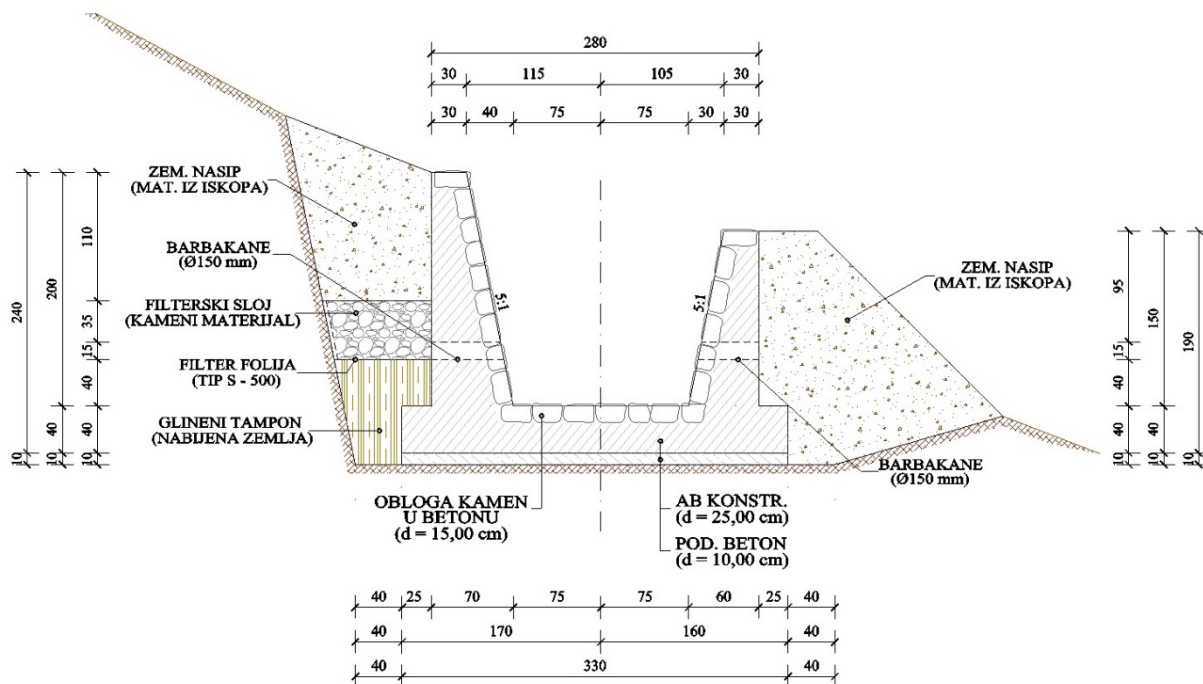 280
30 115 105 30
30 40 75 75 30 30
ZEM. NASIP
(MAT. IZ ISKOPA)
BARBAKANE
(Ø150 mm)
FILTERSKI SLOJ
(KAMENI MATERIJAL)
FILTER FOLIJA
(TIP S - 500)
GLINENI TAMPON
(NABIJENA ZEMLJA)
240
10
200
40
10
110
35
15
40
40
10
5:1
5:1
ZEM. NASIP
(MAT. IZ ISKOPA)
95
15
40
40
10
150
40
10
190
10
BARBAKANE
(Ø150 mm)
OBLOGA KAMEN
U BETONU
(d = 15,00 cm)
AB KONSTR.
(d = 25,00 cm)
POD. BETON
(d = 10,00 cm)
40 25 70 75 75 60 25 40
40 170 160 40
40 330 40